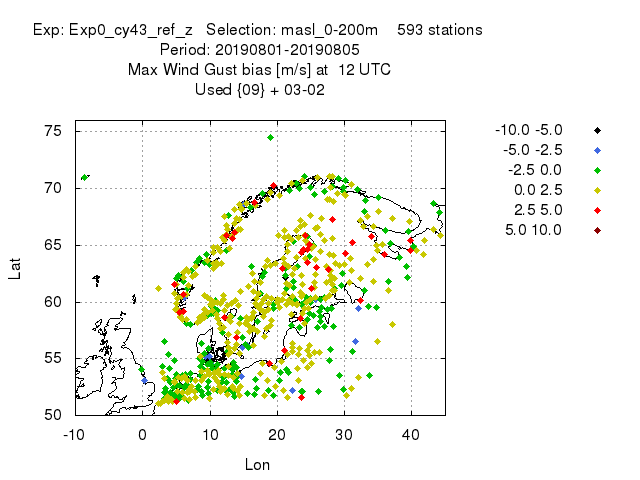 Exp: Exp0_cy43_ref_z   Selection: masl_0-200m    593 stations
Period: 20190801-20190805
Max Wind Gust bias [m/s] at  12 UTC
Used {09} + 03-02
75
70
65
60
55
50
Lat
-10 0 10 20 30 40
Lon
-10.0 -5.0
-5.0 -2.5
-2.5 0.0
0.0 2.5
2.5 5.0
5.0 10.0